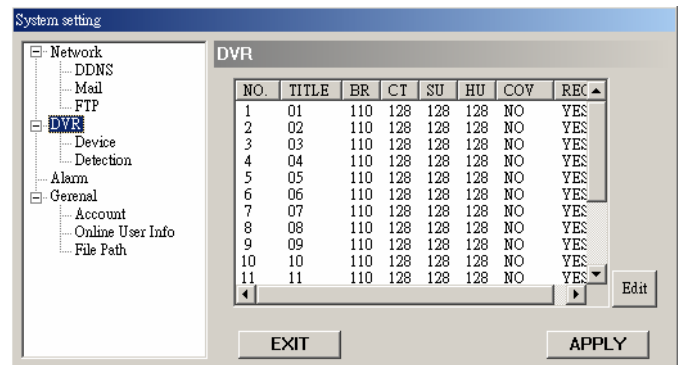 System setting
Network
DDNS
Mail
FTP
DVR
Device
Detection
Alarm
Gerenal
Account
Online User Info
File Path
DVR
NO. TITLE BR CT SU HU COV REC
1 01 110 128 128 128 NO YES
2 02 110 128 128 128 NO YES
3 03 110 128 128 128 NO YES
4 04 110 128 128 128 NO YES
5 05 110 128 128 128 NO YES
6 06 110 128 128 128 NO YES
7 07 110 128 128 128 NO YES
8 08 110 128 128 128 NO YES
9 09 110 128 128 128 NO YES
10 10 110 128 128 128 NO YES
11 11 110 128 128 128 NO YES
Edit
EXIT APPLY